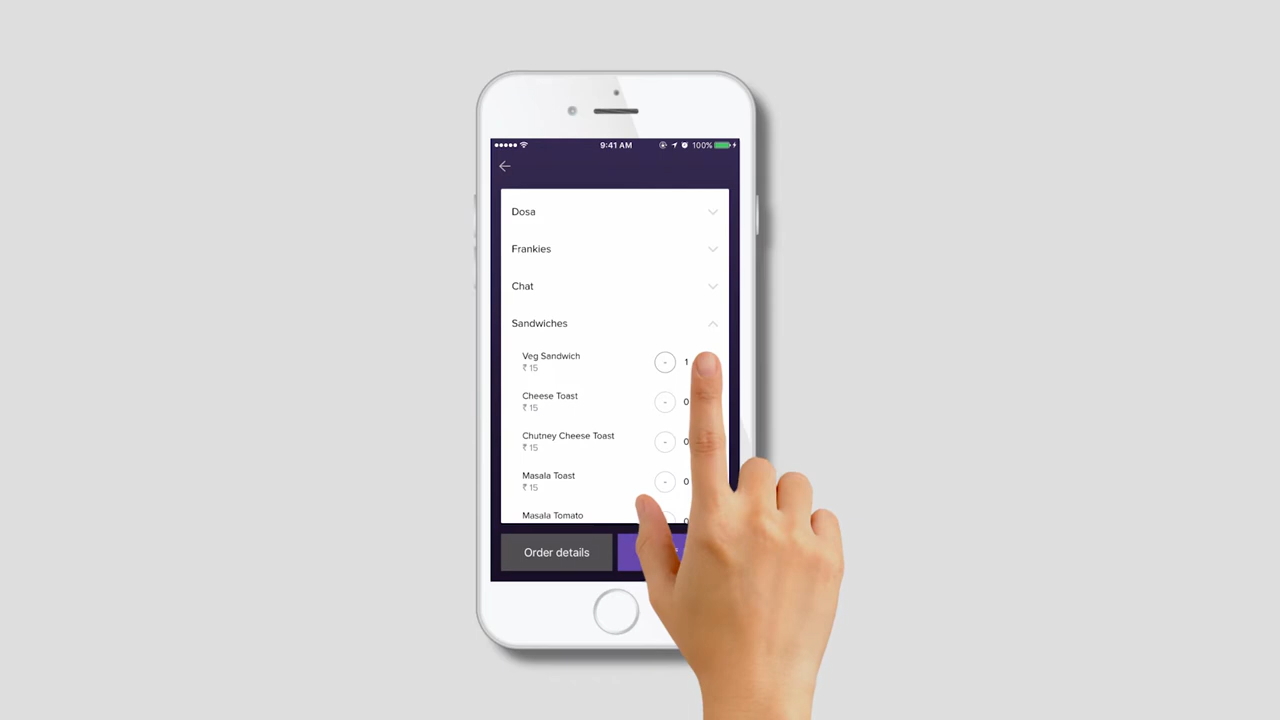 9:41 AM 100%
Dosa
Frankies
Chat
Sandwiches
Veg Sandwich
₹ 15
- 1
Cheese Toast
₹ 15
- 0
Chutney Cheese Toast
₹ 15
- 0
Masala Toast
₹ 15
- 0
Masala Tomato
0
Order details